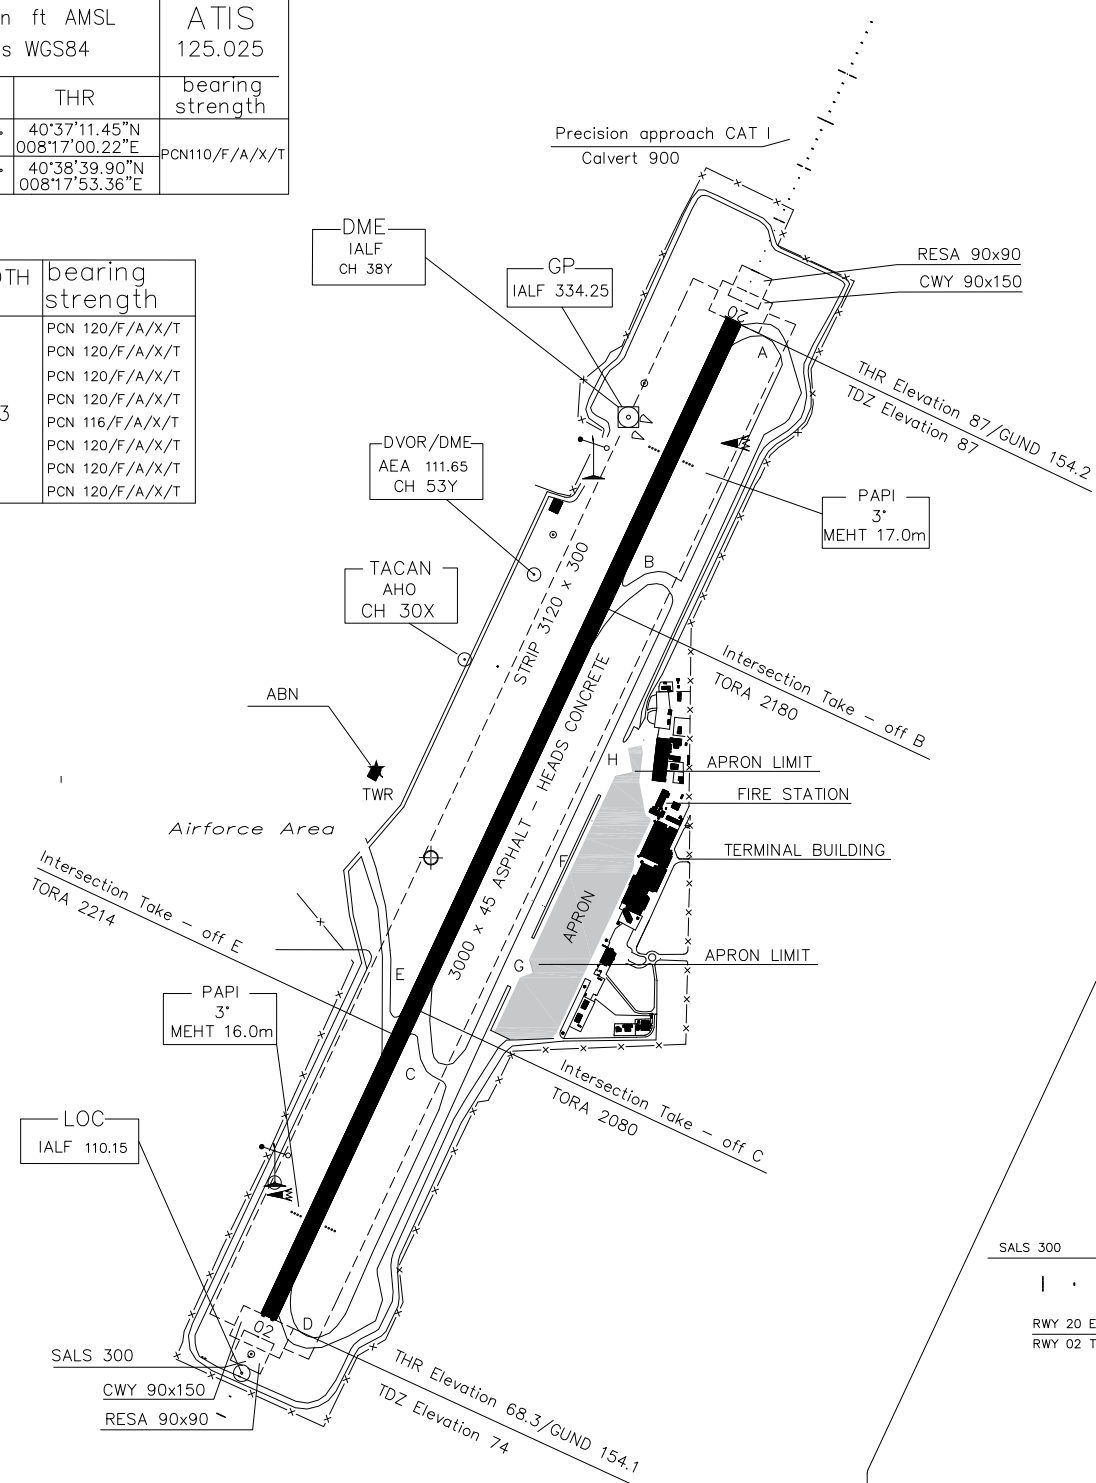 n ft AMSL
s WGS84
ATIS
125.025
THR
bearing
strength
40°37'11.45"N
008°17'00.22"E
PCN110/F/A/X/T
40°38'39.90"N
008°17'53.36"E
bearing
strength
PCN 120/F/A/X/T
PCN 120/F/A/X/T
PCN 120/F/A/X/T
PCN 120/F/A/X/T
3
PCN 116/F/A/X/T
PCN 120/F/A/X/T
PCN 120/F/A/X/T
PCN 120/F/A/X/T
Precision approach CAT I
Calvert 900
DME
IALF
CH 38Y
GP
IALF 334.25
RESA 90x90
CWY 90x150
20
A
THR Elevation 87/GUND 154.2
TDZ Elevation 87
DVOR/DME
AEA 111.65
CH 53Y
PAPI
3°
MEHT 17.0m
TACAN
AHO
CH 30X
B
STRIP 3120 x 300
Intersection Take - off B
TORA 2180
ABN
TWR
H
APRON LIMIT
FIRE STATION
Airforce Area
3000 x 45 ASPHALT - HEADS CONCRETE
F
TERMINAL BUILDING
APRON
Intersection Take - off E
TORA 2214
E
G
APRON LIMIT
PAPI
3°
MEHT 16.0m
C
Intersection Take - off C
TORA 2080
LOC
IALF 110.15
SALS 300
RWY 20 E
RWY 02 T
02
D
SALS 300
CWY 90x150
RESA 90x90
THR Elevation 68.3/GUND 154.1
TDZ Elevation 74